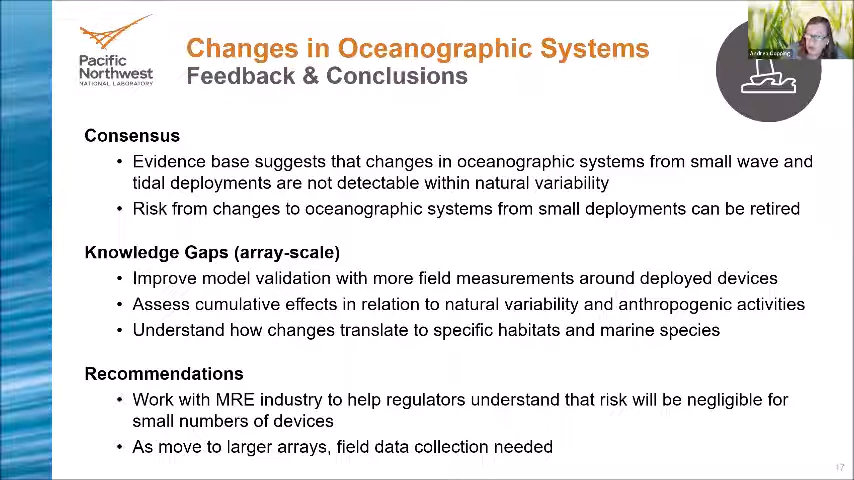 Pacific
Northwest
NATIONAL LABORATORY
Changes in Oceanographic Systems
Feedback & Conclusions
Andrea Copping
Consensus
• Evidence base suggests that changes in oceanographic systems from small wave and
tidal deployments are not detectable within natural variability
• Risk from changes to oceanographic systems from small deployments can be retired
Knowledge Gaps (array-scale)
• Improve model validation with more field measurements around deployed devices
• Assess cumulative effects in relation to natural variability and anthropogenic activities
• Understand how changes translate to specific habitats and marine species
Recommendations
• Work with MRE industry to help regulators understand that risk will be negligible for
small numbers of devices
• As move to larger arrays, field data collection needed
17